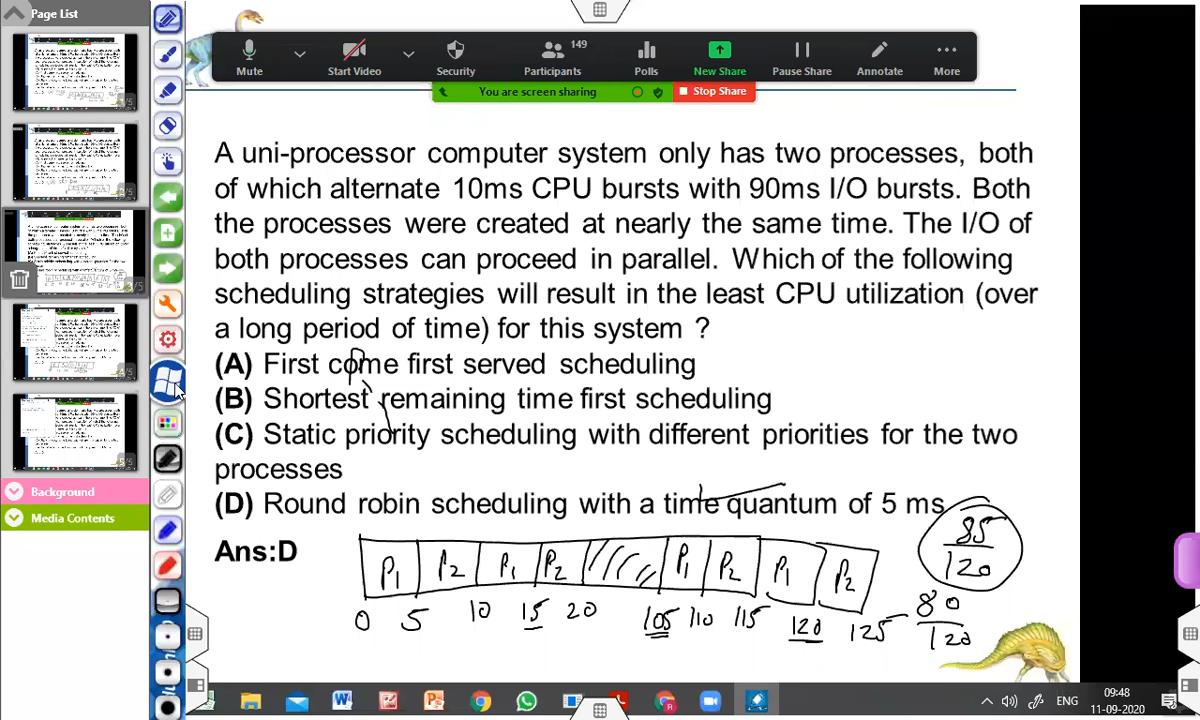 Page List
149
Mute
Start Video
Security
Participants
Polls
New Share
Pause Share
Annotate
More
You are screen sharing
Stop Share
A uni-processor computer system only has two processes, both
of which alternate 10ms CPU bursts with 90ms I/O bursts. Both
the processes were created at nearly the same time. The I/O of
both processes can proceed in parallel. Which of the following
scheduling strategies will result in the least CPU utilization (over
a long period of time) for this system ?
(A) First come first served scheduling
(B) Shortest remaining time first scheduling
(C) Static priority scheduling with different priorities for the two
processes
(D) Round robin scheduling with a time quantum of 5 ms
Ans:D
P1 P2 P1 P2 P1 P2 P1 P2
0 5 10 15 20 105 110 115 120 125
85
120
80
120
Background
Media Contents
ENG
09:48
11-09-2020